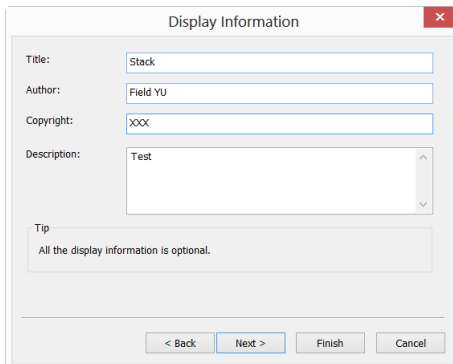 Display Information
Title: Stack
Author: Field YU
Copyright: XXX
Description: Test
Tip
All the display information is optional.
< Back Next > Finish Cancel